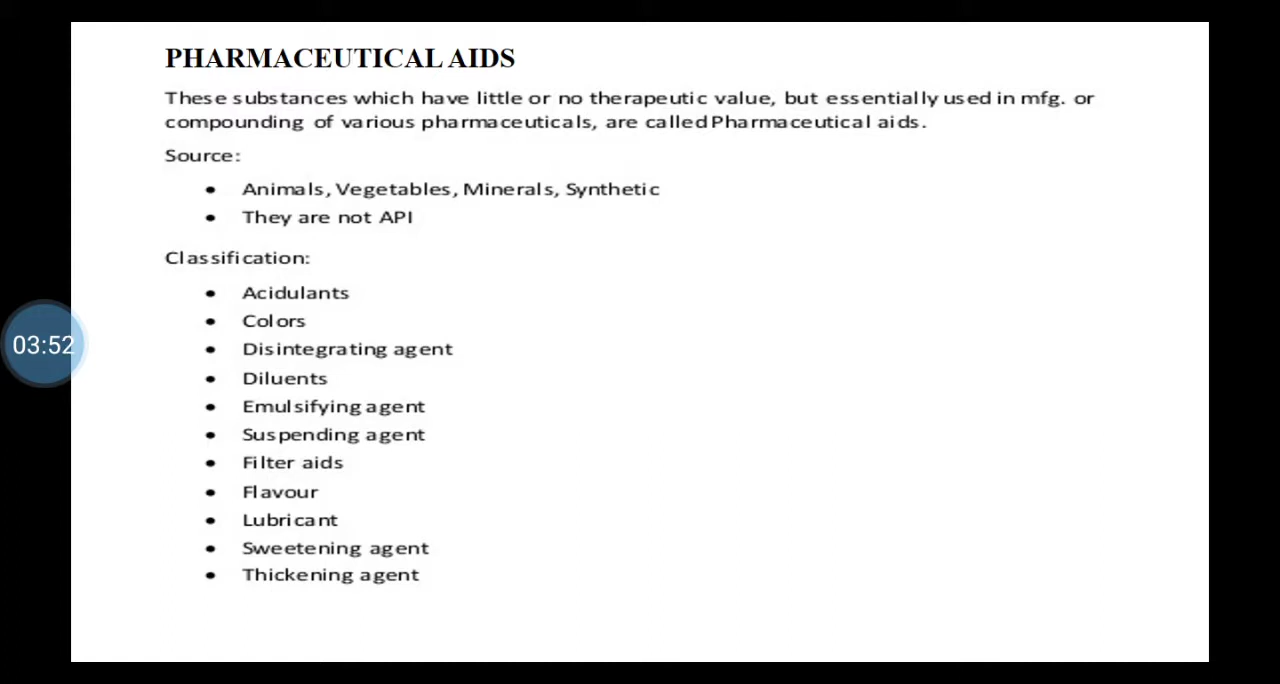 PHARMACEUTICAL AIDS
These substances which have little or no therapeutic value, but essentially used in mfg. or
compounding of various pharmaceuticals, are called Pharmaceutical aids.
Source:
• Animals, Vegetables, Minerals, Synthetic
• They are not API
Classification:
• Acidulants
• Colors
• Disintegrating agent
03:52
• Diluents
• Emulsifying agent
• Suspending agent
• Filter aids
• Flavour
• Lubricant
• Sweetening agent
• Thickening agent